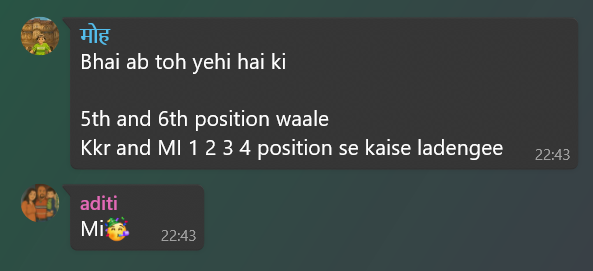 मोह
Bhai ab toh yehi hai ki
5th and 6th position waale
Kkr and MI 1 2 3 4 position se kaise ladengee
22:43
aditi
Mi🥳
22:43